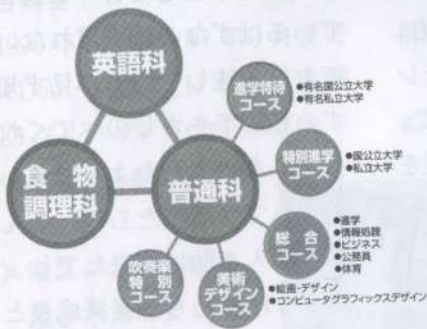 英語科
食物
調理科
普通科
進学特待
コース
●有名国公立大学
●有名私立大学
特別進学
コース
●国公立大学
●私立大学
総合
コース
●進学
●情報処理
●ビジネス
●公務員
●体育
美術
デザイン
コース
●絵画・デザイン
●コンピュータグラフィックスデザイン
吹奏楽
特別
コース